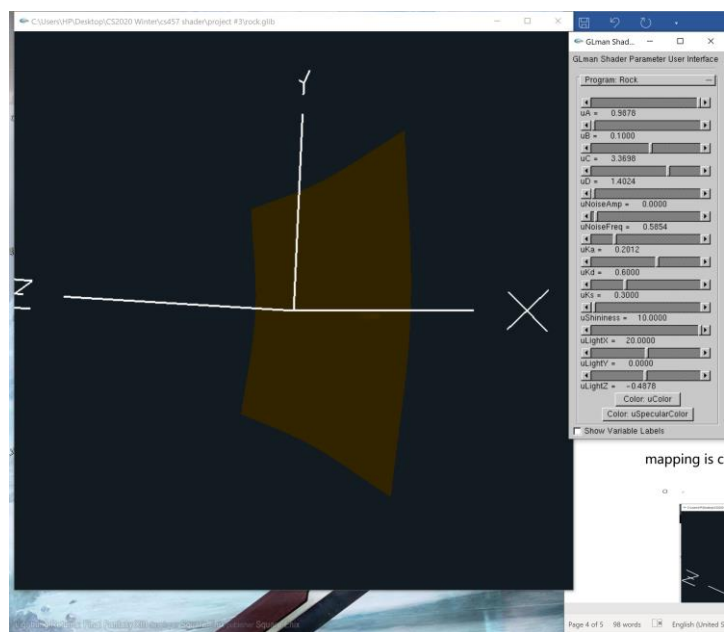 C:\Users\HP\Desktop\CS2020 Winter\cs457 shader\project #3\rock.glib
Y
Z
X
GLman Shad...
GLman Shader Parameter User Interface
Program: Rock
uA = 0.9878
uB = 0.1000
uC = 3.3698
uD = 1.4024
uNoiseAmp = 0.0000
uNoiseFreq = 0.5854
uKa = 0.2012
uKd = 0.6000
uKs = 0.3000
uShininess = 10.0000
uLightX = 20.0000
uLightY = 0.0000
uLightZ = -0.4878
Color: uColor
Color: uSpecularColor
Show Variable Labels
mapping is c
Z
Page 4 of 5 98 words English (United S